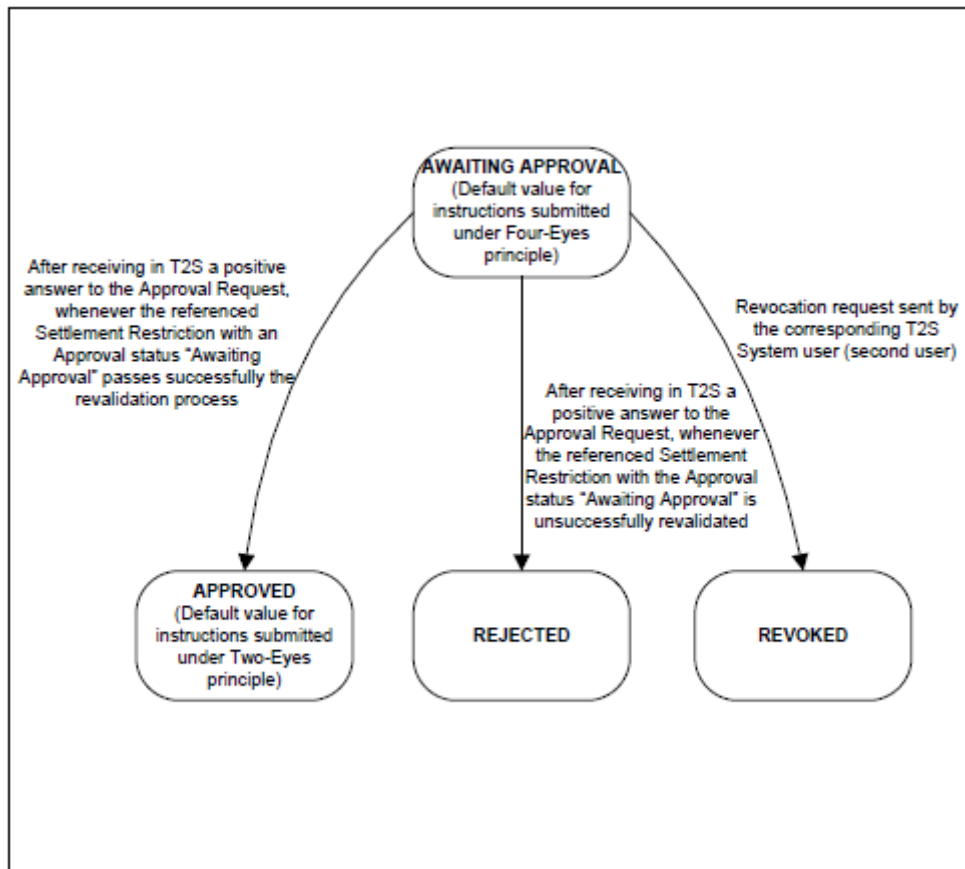 AWAITING APPROVAL
(Default value for
instructions submitted
under Four-Eyes
principle)
After receiving in T2S a positive
answer to the Approval Request,
whenever the referenced
Settlement Restriction with an
Approval status “Awaiting
Approval” passes successfully the
revalidation process
Revocation request sent by
the corresponding T2S
System user (second user)
After receiving in T2S a
positive answer to the
Approval Request, whenever
the referenced Settlement
Restriction with the Approval
status “Awaiting Approval” is
unsuccessfully revalidated
APPROVED
(Default value for
instructions submitted
under Two-Eyes
principle)
REJECTED
REVOKED